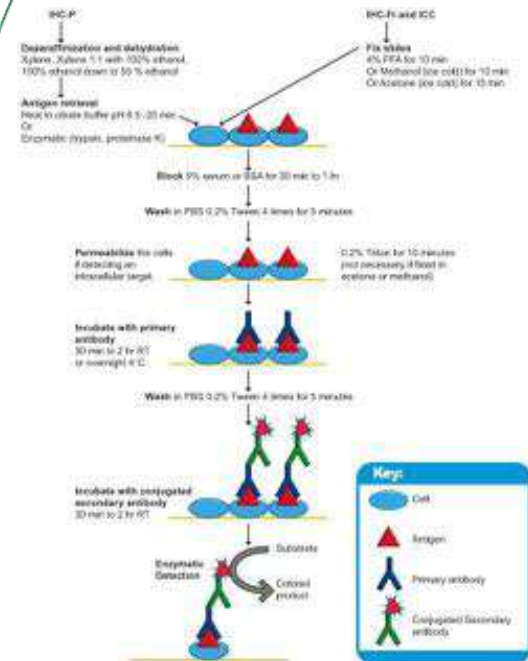 IHC-P
Deparaffinization and dehydration
Xylene, Xylene 1:1 with 100% ethanol,
100% ethanol down to 50 % ethanol
Antigen retrieval
Heat in citrate buffer pH 6 5 -20 min
Or
Enzymatic (trypsin, proteinase K)
IHC-Fr and ICC
Fix slides
4% PFA for 10 min
Or Methanol (ice cold) for 10 min
Or Acetone (ice cold) for 10 min
Block 5% serum or BSA for 30 min to 1 hr
Wash in PBS 0.2% Tween 4 times for 5 minutes
Permeabilize the cells
if detecting an
intracellular target
0.2% Triton for 10 minutes
(not necessary if fixed in
acetone or methanol)
Incubate with primary
antibody
30 min to 2 hr RT
or overnight 4°C
Wash in PBS 0.2% Tween 4 times for 5 minutes
Incubate with conjugated
secondary antibody
30 min to 2 hr RT
Enzymatic
Detection
Substrate
Colored
product
Key:
Cell
Antigen
Primary antibody
Conjugated Secondary
antibody